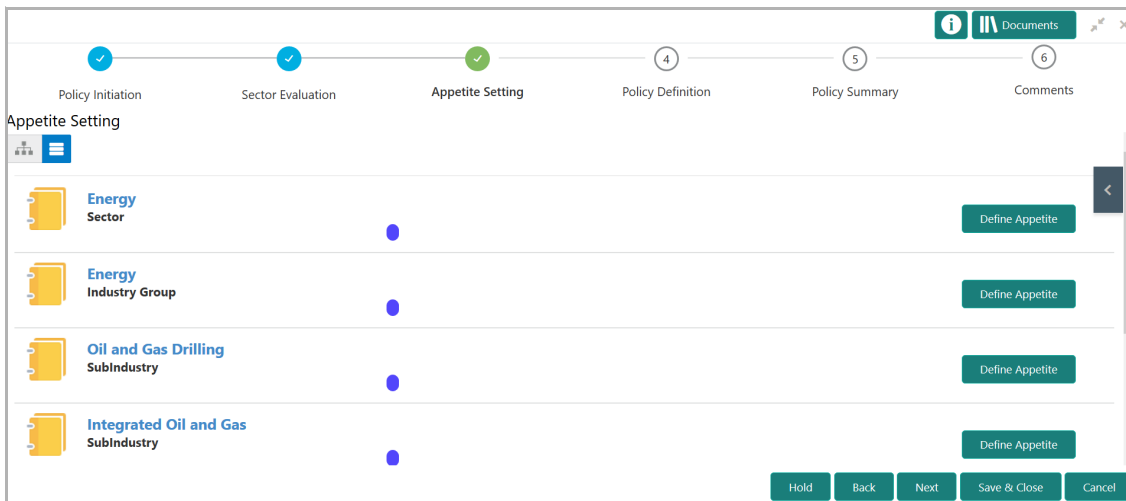 Documents
4
5
6
Policy Initiation
Sector Evaluation
Appetite Setting
Policy Definition
Policy Summary
Comments
Appetite Setting
Energy
Sector
Define Appetite
Energy
Industry Group
Define Appetite
Oil and Gas Drilling
SubIndustry
Define Appetite
Integrated Oil and Gas
SubIndustry
Define Appetite
Hold
Back
Next
Save & Close
Cancel